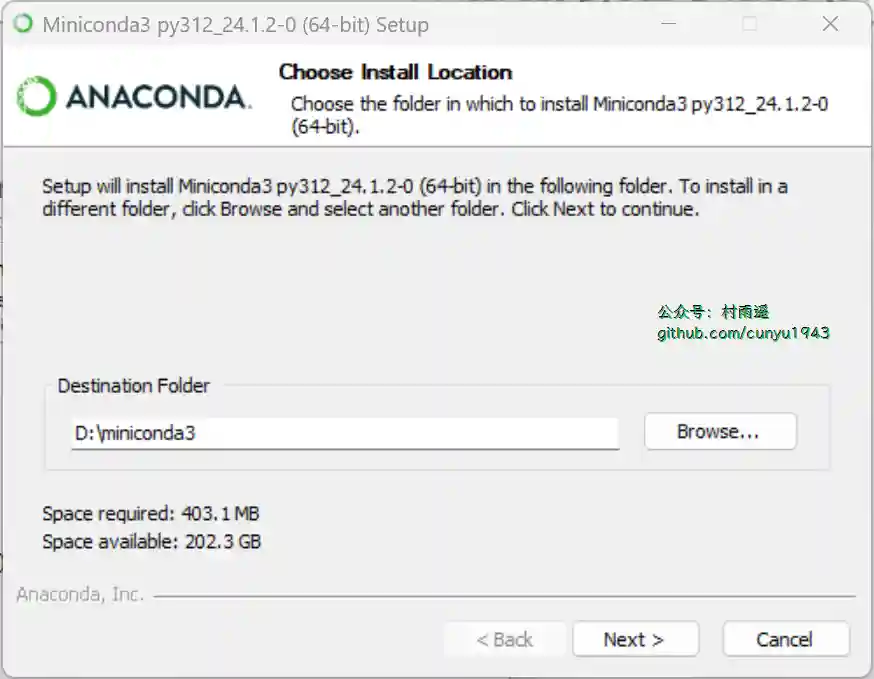 Miniconda3 py312_24.1.2-0 (64-bit) Setup
ANACONDA.
Choose Install Location
Choose the folder in which to install Miniconda3 py312_24.1.2-0
(64-bit).
Setup will install Miniconda3 py312_24.1.2-0 (64-bit) in the following folder. To install in a
different folder, click Browse and select another folder. Click Next to continue.
公众号：村雨遥
github.com/cunyu1943
Destination Folder
D:\miniconda3
Browse...
Space required: 403.1 MB
Space available: 202.3 GB
Anaconda, Inc.
< Back
Next >
Cancel